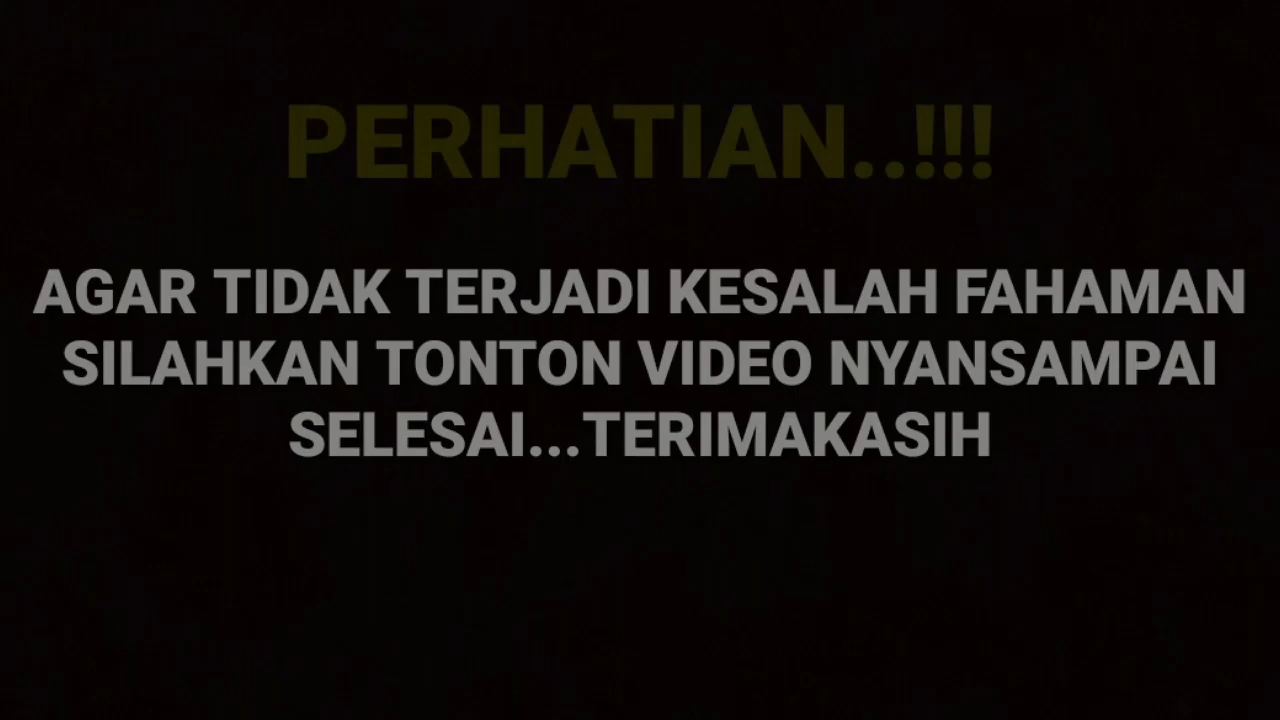 PERHATIAN..!!!
AGAR TIDAK TERJADI KESALAH FAHAMAN
SILAHKAN TONTON VIDEO NYANSAMPAI
SELESAI...TERIMAKASIH